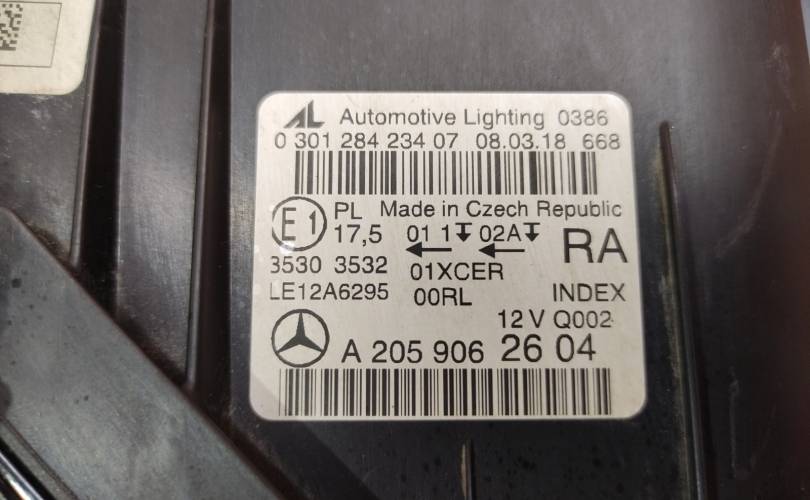 AL Automotive Lighting 0386
0 301 284 234 07 08.03.18 668
E1 PL Made in Czech Republic
17,5 01 1 02A RA
3530 3532 01XCER
LE12A6295 00RL INDEX
12 V Q002
A 205 906 26 04